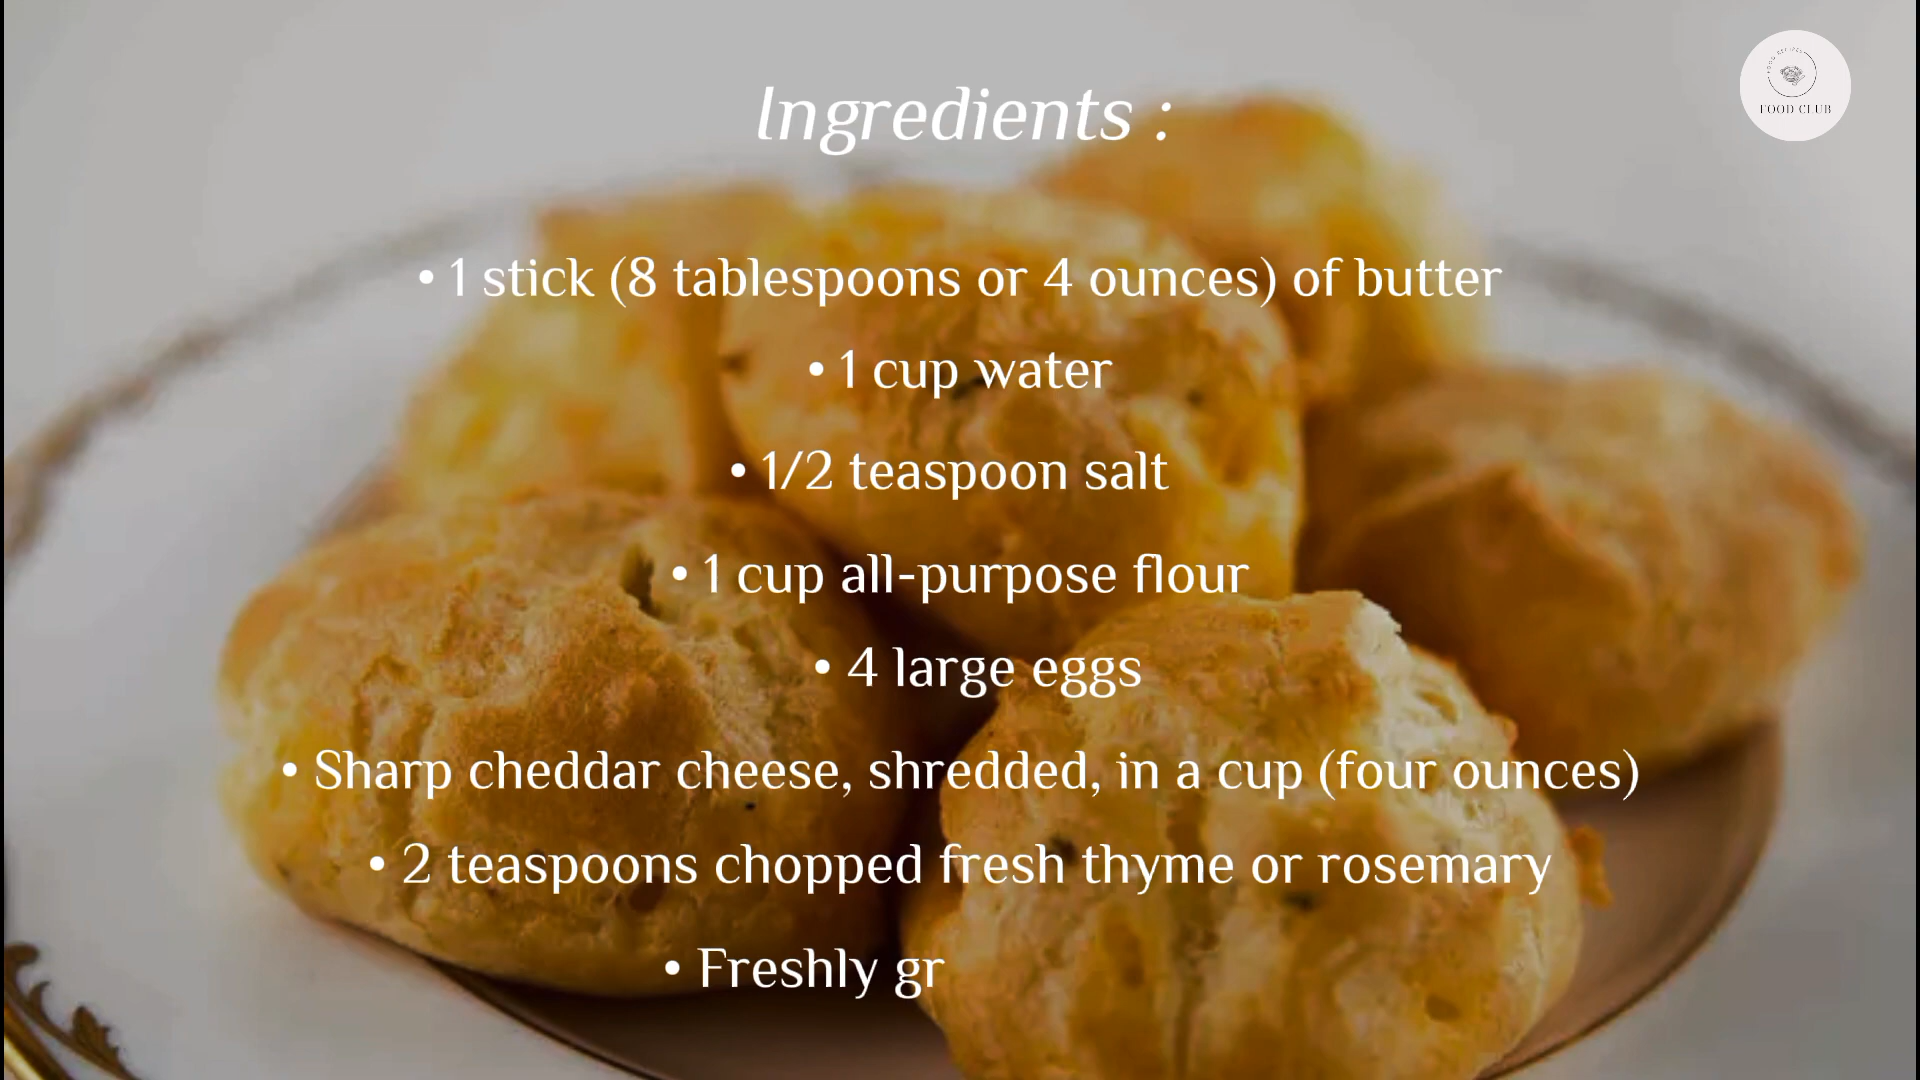 FOOD RECIPES
FOOD CLUB
Ingredients :
• 1 stick (8 tablespoons or 4 ounces) of butter
• 1 cup water
• 1/2 teaspoon salt
• 1 cup all-purpose flour
• 4 large eggs
• Sharp cheddar cheese, shredded, in a cup (four ounces)
• 2 teaspoons chopped fresh thyme or rosemary
• Freshly gr